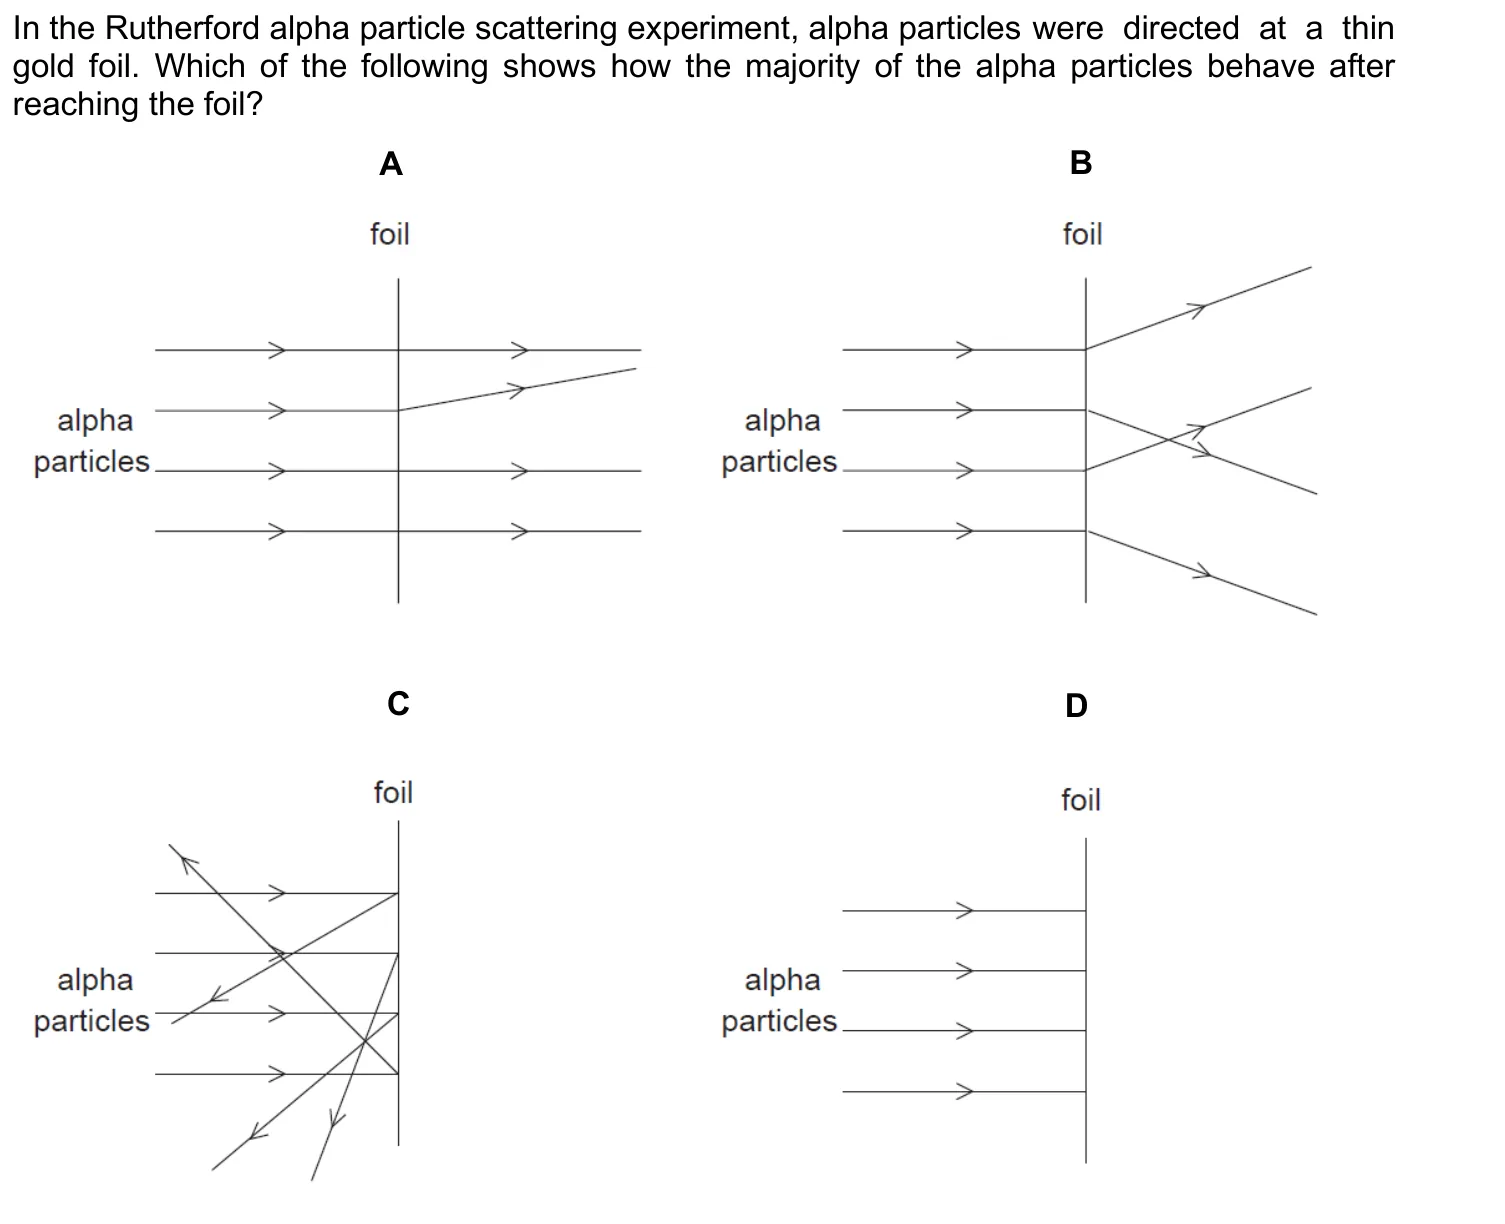 In the Rutherford alpha particle scattering experiment, alpha particles were directed at a thin
gold foil. Which of the following shows how the majority of the alpha particles behave after
reaching the foil?
A
B
foil
foil
alpha
particles
alpha
particles
C
D
foil
foil
alpha
particles
alpha
particles